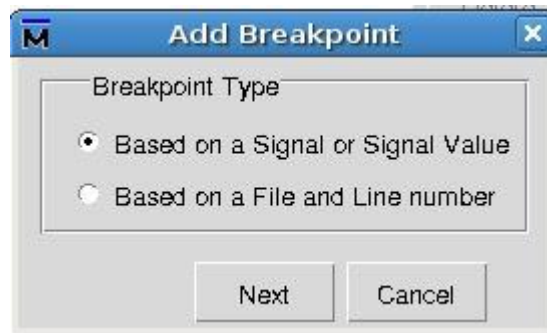 M Add Breakpoint
Breakpoint Type
Based on a Signal or Signal Value
Based on a File and Line number
Next Cancel